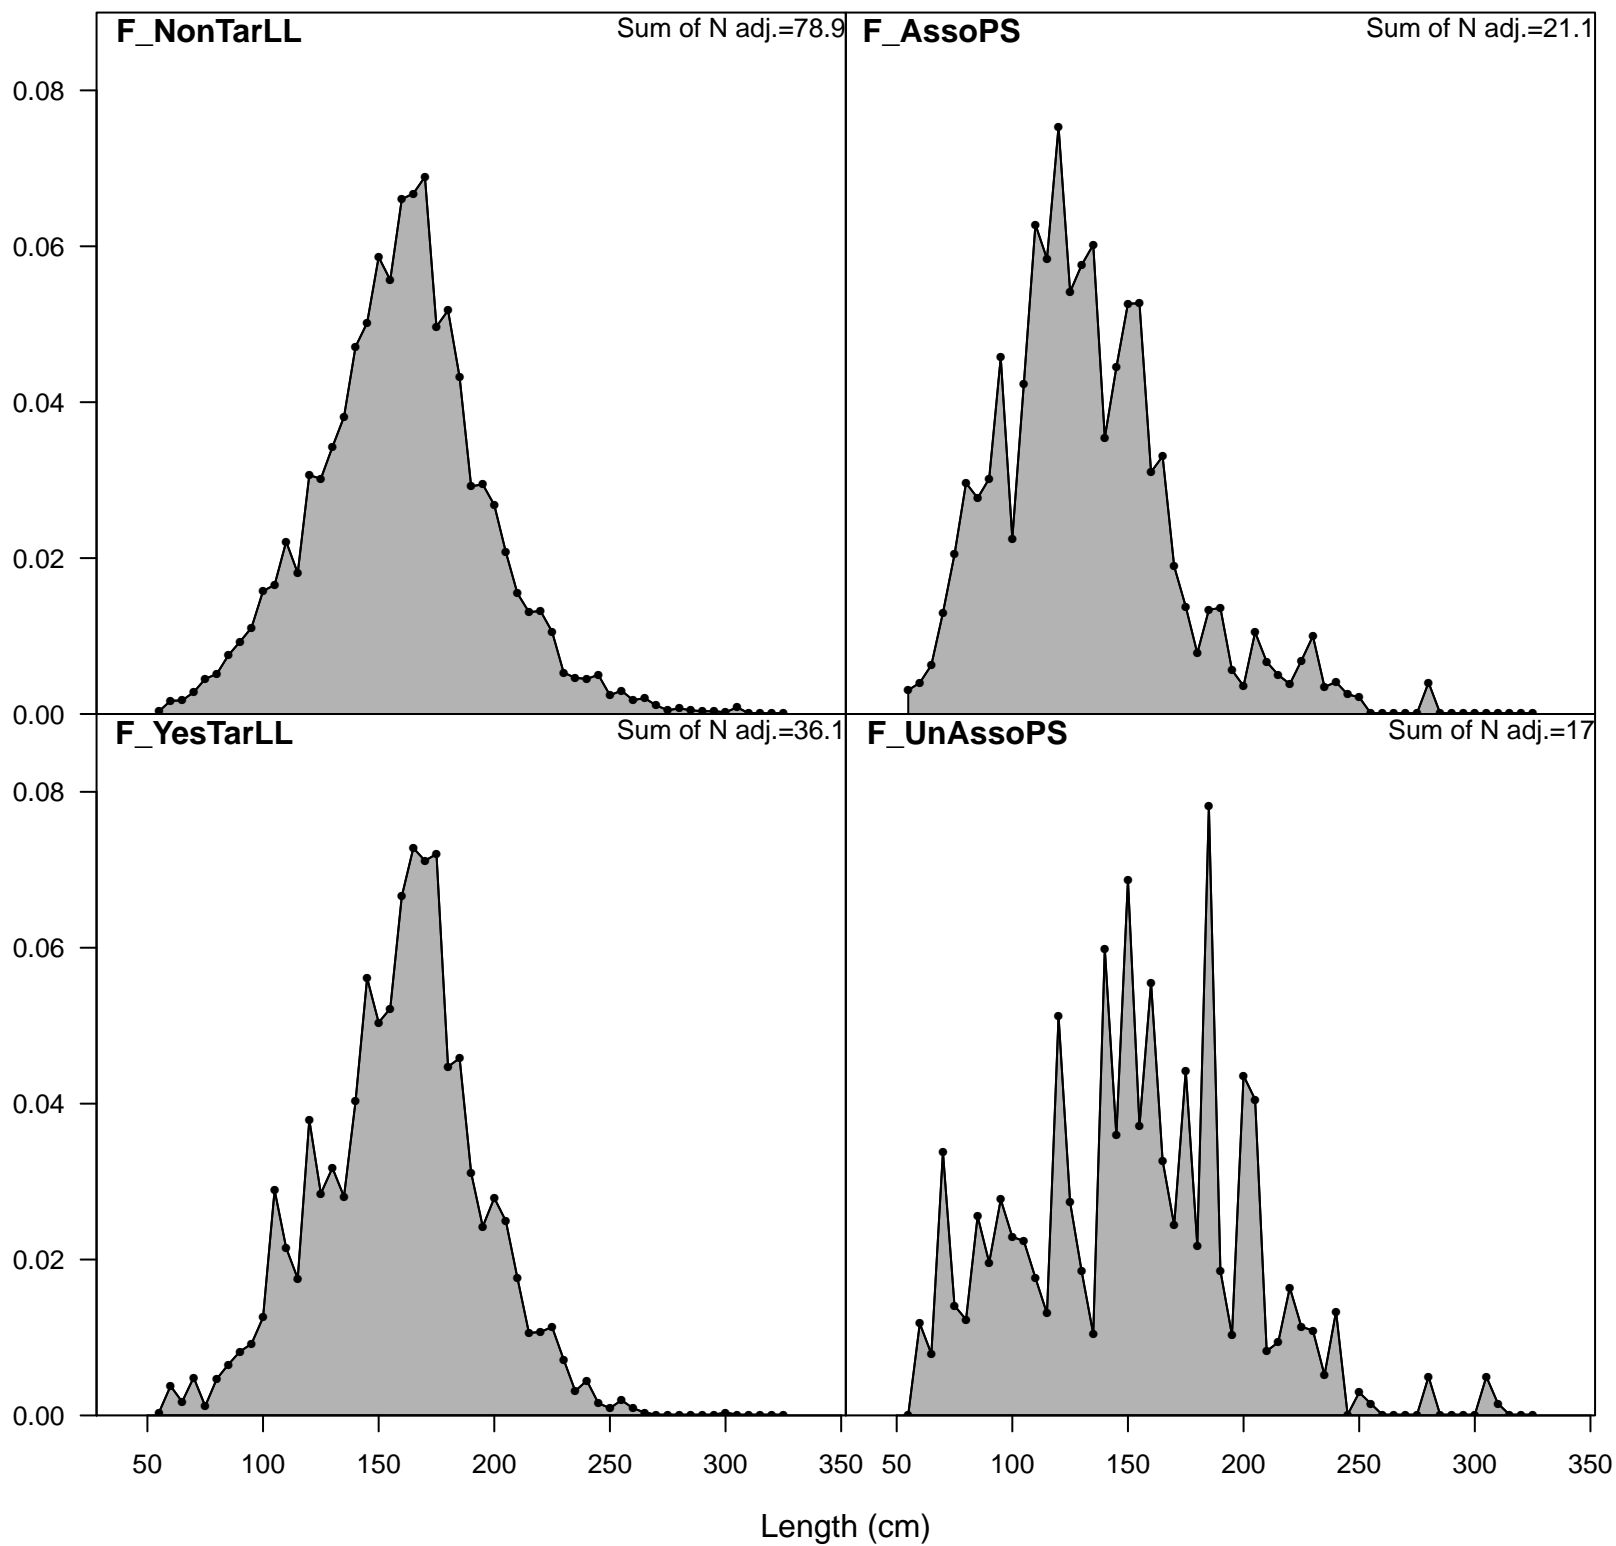 F_NonTarLL
Sum of N adj.=78.9
F_AssoPS
Sum of N adj.=21.1
0.08
0.06
0.04
0.02
0.00
F_YesTarLL
Sum of N adj.=36.1
F_UnAssoPS
Sum of N adj.=17
0.08
0.06
0.04
0.02
0.00
50 100 150 200 250 300 350
50 100 150 200 250 300 350
Length (cm)